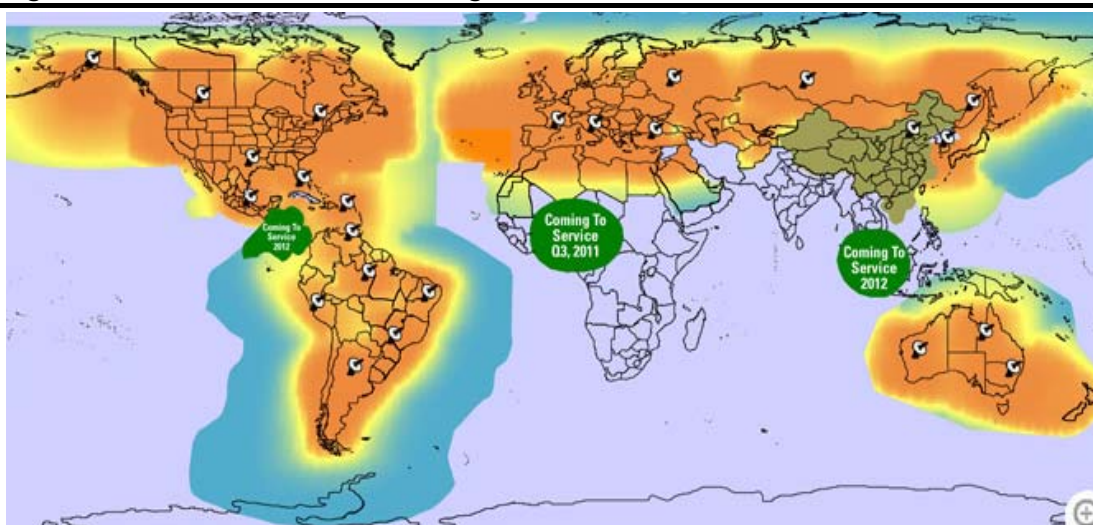 Coming To
Service
2012
Coming To
Service
Q3, 2011
Coming To
Service
2012